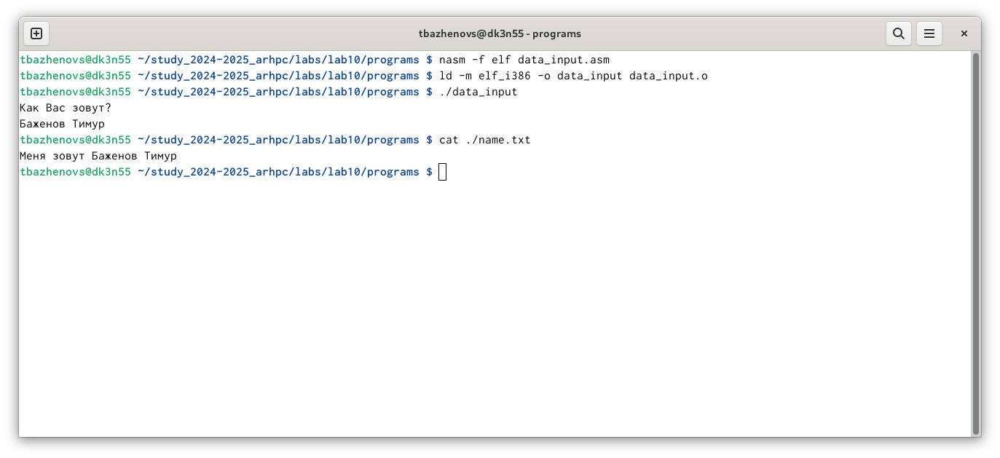 tbazhenovs@dk3n55 - programs
tbazhenovs@dk3n55 ~/study_2024-2025_arhpc/labs/lab10/programs $ nasm -f elf data_input.asm
tbazhenovs@dk3n55 ~/study_2024-2025_arhpc/labs/lab10/programs $ ld -m elf_i386 -o data_input data_input.o
tbazhenovs@dk3n55 ~/study_2024-2025_arhpc/labs/lab10/programs $ ./data_input
Как Вас зовут?
Баженов Тимур
tbazhenovs@dk3n55 ~/study_2024-2025_arhpc/labs/lab10/programs $ cat ./name.txt
Меня зовут Баженов Тимур
tbazhenovs@dk3n55 ~/study_2024-2025_arhpc/labs/lab10/programs $